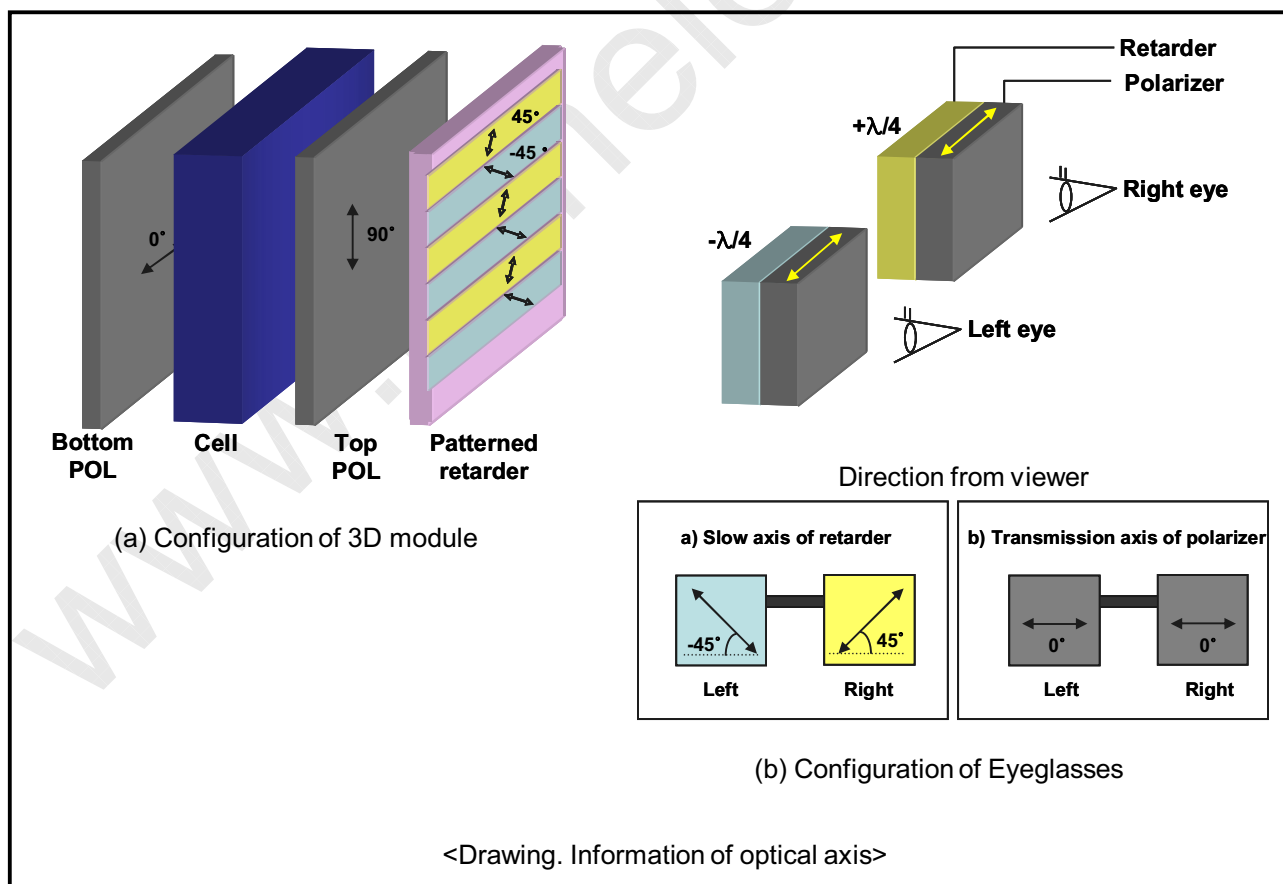 Retarder
Polarizer
45°
-45 °
+λ/4
0°
90°
Right eye
-λ/4
Left eye
Bottom
POL
Cell
Top
POL
Patterned
retarder
(a) Configuration of 3D module
Direction from viewer
a) Slow axis of retarder
-45°
45°
Left
Right
b) Transmission axis of polarizer
0°
0°
Left
Right
(b) Configuration of Eyeglasses
<Drawing. Information of optical axis>